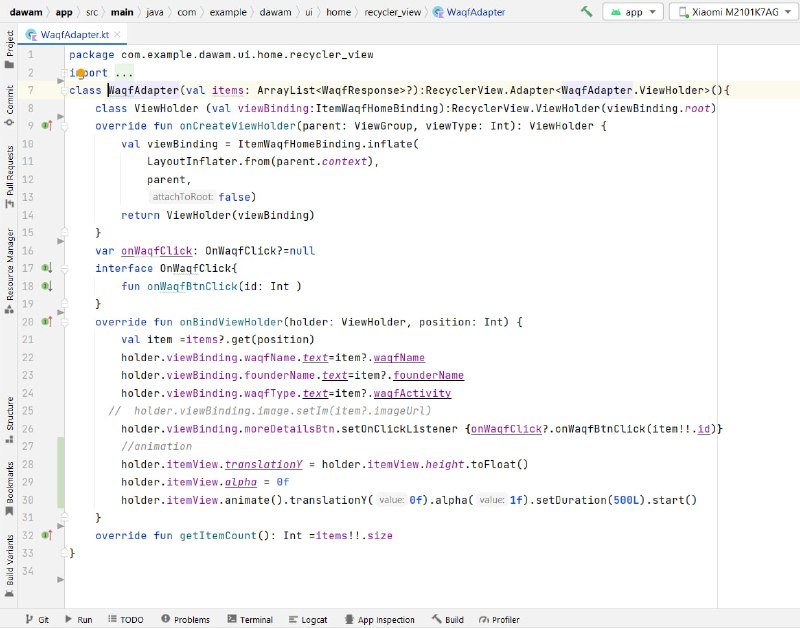 dawam app src main java com example dawam ui home recycler_view WaqfAdapter app Xiaomi M2101K7AG
WaqfAdapter.kt
Project
Commit
Pull Requests
Resource Manager
Structure
Bookmarks
Build Variants
1 package com.example.dawam.ui.home.recycler_view
2 import ...
7 class WaqfAdapter(val items: ArrayList<WaqfResponse>?):RecyclerView.Adapter<WaqfAdapter.ViewHolder>(){
8 class ViewHolder (val viewBinding:ItemWaqfHomeBinding):RecyclerView.ViewHolder(viewBinding.root)
9 override fun onCreateViewHolder(parent: ViewGroup, viewType: Int): ViewHolder {
10 val viewBinding = ItemWaqfHomeBinding.inflate(
11 LayoutInflater.from(parent.context),
12 parent,
13 attachToRoot: false)
14 return ViewHolder(viewBinding)
15 }
16 var onWaqfClick: OnWaqfClick?=null
17 interface OnWaqfClick{
18 fun onWaqfBtnClick(id: Int )
19 }
20 override fun onBindViewHolder(holder: ViewHolder, position: Int) {
21 val item =items?.get(position)
22 holder.viewBinding.waqfName.text=item?.waqfName
23 holder.viewBinding.founderName.text=item?.founderName
24 holder.viewBinding.waqfType.text=item?.waqfActivity
25 // holder.viewBinding.image.setIm(item?.imageUrl)
26 holder.viewBinding.moreDetailsBtn.setOnClickListener {onWaqfClick?.onWaqfBtnClick(item!!.id)}
27 //animation
28 holder.itemView.translationY = holder.itemView.height.toFloat()
29 holder.itemView.alpha = 0f
30 holder.itemView.animate().translationY( value: 0f).alpha( value: 1f).setDuration(500L).start()
31 }
32 override fun getItemCount(): Int =items!!.size
33 }
34
Git Run TODO Problems Terminal Logcat App Inspection Build Profiler